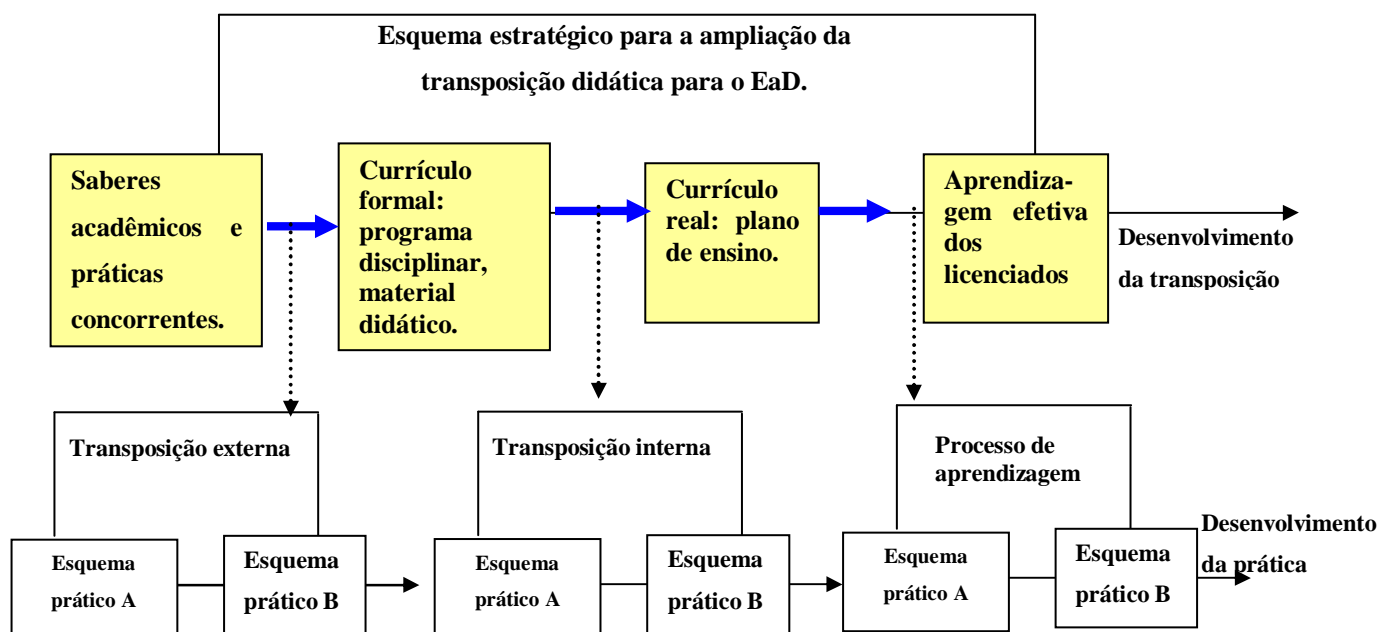 Esquema estratégico para a ampliação da
transposição didática para o EaD.
Saberes
acadêmicos e
práticas
concorrentes.
Currículo
formal:
programa
disciplinar,
material
didático.
Currículo
real: plano
de ensino.
Aprendiza-
gem efetiva
dos
licenciados
Desenvolvimento
da transposição
Transposição externa
Transposição interna
Processo de
aprendizagem
Esquema
prático A
Esquema
prático B
Esquema
prático A
Esquema
prático B
Esquema
prático A
Esquema
prático B
Desenvolvimento
da prática